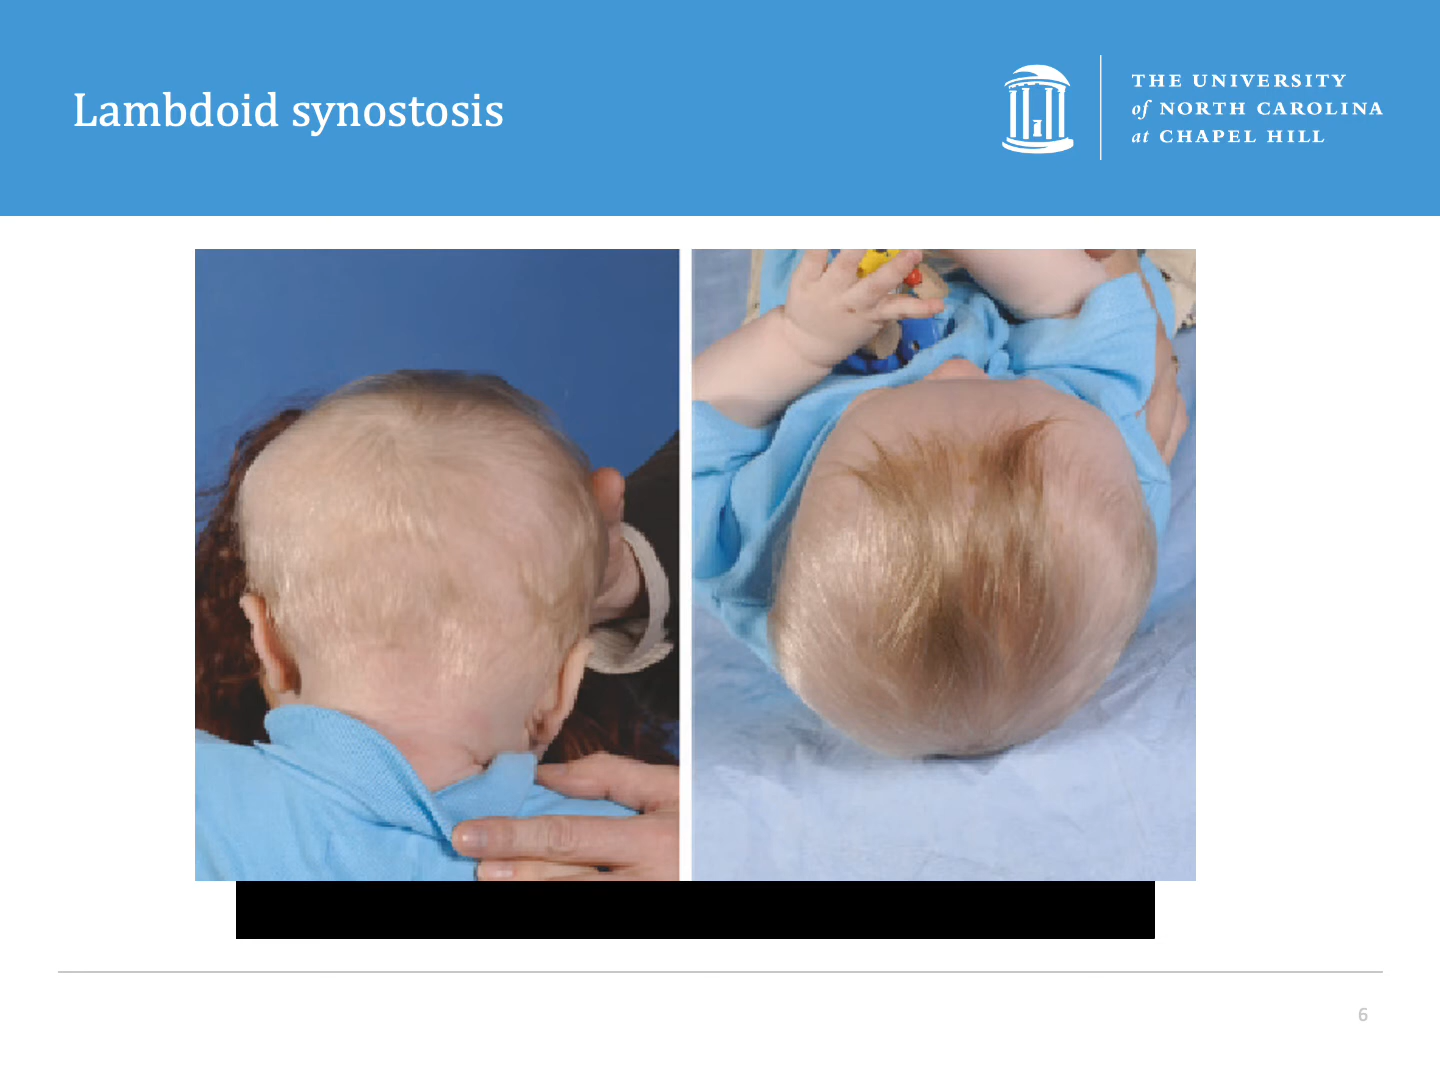 Lambdoid synostosis
THE UNIVERSITY
of NORTH CAROLINA
at CHAPEL HILL
6